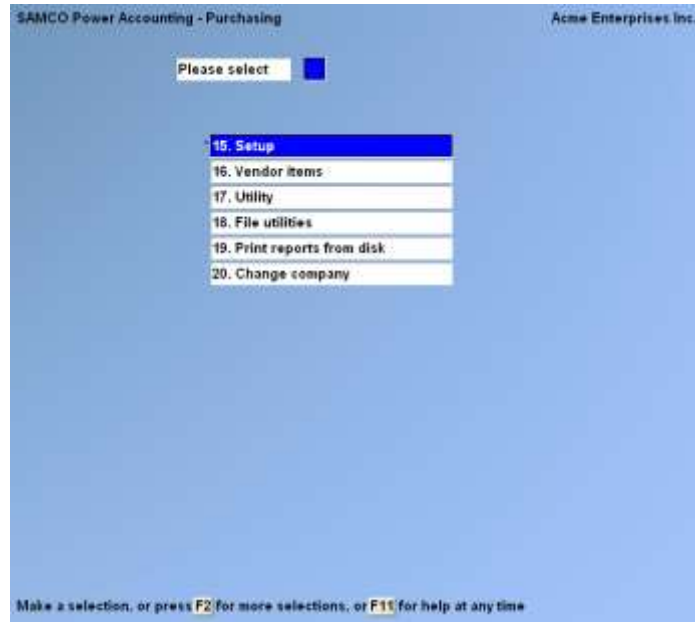 SAMCO Power Accounting - Purchasing Acme Enterprises Inc.
Please select
15. Setup
16. Vendor items
17. Utility
18. File utilities
19. Print reports from disk
20. Change company
Make a selection, or press F2 for more selections, or F11 for help at any time